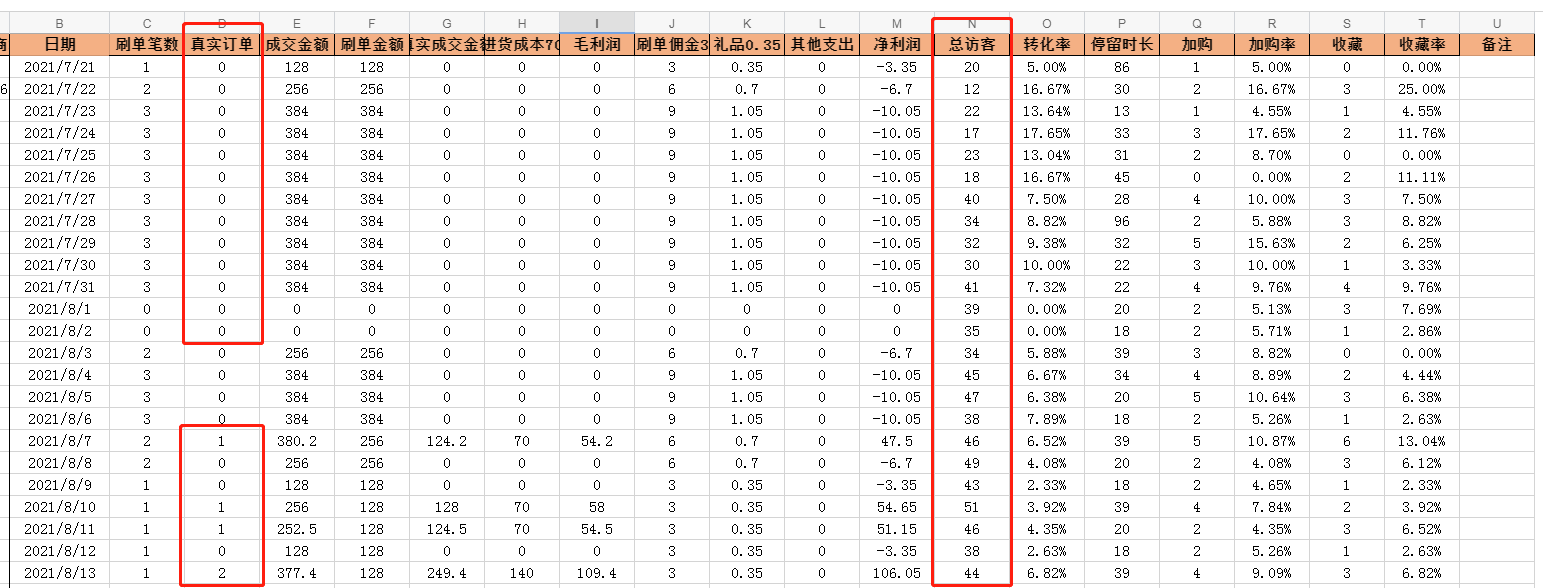 B C D E F G H I J K L M N O P Q R S T U
商 日期 刷单笔数 真实订单 成交金额 刷单金额 真实成交金额 进货成本70 毛利润 刷单佣金3 礼品0.35 其他支出 净利润 总访客 转化率 停留时长 加购 加购率 收藏 收藏率 备注
2021/7/21 1 0 128 128 0 0 0 3 0.35 0 -3.35 20 5.00% 86 1 5.00% 0 0.00%
6 2021/7/22 2 0 256 256 0 0 0 6 0.7 0 -6.7 12 16.67% 30 2 16.67% 3 25.00%
2021/7/23 3 0 384 384 0 0 0 9 1.05 0 -10.05 22 13.64% 13 1 4.55% 1 4.55%
2021/7/24 3 0 384 384 0 0 0 9 1.05 0 -10.05 17 17.65% 33 3 17.65% 2 11.76%
2021/7/25 3 0 384 384 0 0 0 9 1.05 0 -10.05 23 13.04% 31 2 8.70% 0 0.00%
2021/7/26 3 0 384 384 0 0 0 9 1.05 0 -10.05 18 16.67% 45 0 0.00% 2 11.11%
2021/7/27 3 0 384 384 0 0 0 9 1.05 0 -10.05 40 7.50% 28 4 10.00% 3 7.50%
2021/7/28 3 0 384 384 0 0 0 9 1.05 0 -10.05 34 8.82% 96 2 5.88% 3 8.82%
2021/7/29 3 0 384 384 0 0 0 9 1.05 0 -10.05 32 9.38% 32 5 15.63% 2 6.25%
2021/7/30 3 0 384 384 0 0 0 9 1.05 0 -10.05 30 10.00% 22 3 10.00% 1 3.33%
2021/7/31 3 0 384 384 0 0 0 9 1.05 0 -10.05 41 7.32% 22 4 9.76% 4 9.76%
2021/8/1 0 0 0 0 0 0 0 0 0 0 0 39 0.00% 20 2 5.13% 3 7.69%
2021/8/2 0 0 0 0 0 0 0 0 0 0 0 35 0.00% 18 2 5.71% 1 2.86%
2021/8/3 2 0 256 256 0 0 0 6 0.7 0 -6.7 34 5.88% 39 3 8.82% 0 0.00%
2021/8/4 3 0 384 384 0 0 0 9 1.05 0 -10.05 45 6.67% 34 4 8.89% 2 4.44%
2021/8/5 3 0 384 384 0 0 0 9 1.05 0 -10.05 47 6.38% 20 5 10.64% 3 6.38%
2021/8/6 3 0 384 384 0 0 0 9 1.05 0 -10.05 38 7.89% 18 2 5.26% 1 2.63%
2021/8/7 2 1 380.2 256 124.2 70 54.2 6 0.7 0 47.5 46 6.52% 39 5 10.87% 6 13.04%
2021/8/8 2 0 256 256 0 0 0 6 0.7 0 -6.7 49 4.08% 20 2 4.08% 3 6.12%
2021/8/9 1 0 128 128 0 0 0 3 0.35 0 -3.35 43 2.33% 18 2 4.65% 1 2.33%
2021/8/10 1 1 256 128 128 70 58 3 0.35 0 54.65 51 3.92% 39 4 7.84% 2 3.92%
2021/8/11 1 1 252.5 128 124.5 70 54.5 3 0.35 0 51.15 46 4.35% 20 2 4.35% 3 6.52%
2021/8/12 1 0 128 128 0 0 0 3 0.35 0 -3.35 38 2.63% 18 2 5.26% 1 2.63%
2021/8/13 1 2 377.4 128 249.4 140 109.4 3 0.35 0 106.05 44 6.82% 39 4 9.09% 3 6.82%